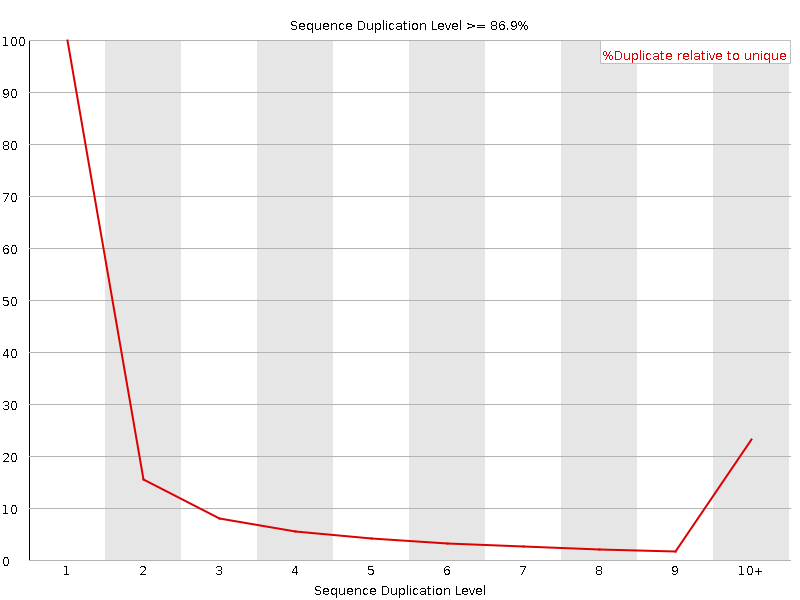 Sequence Duplication Level >= 86.9%
%Duplicate relative to unique
100
90
80
70
60
50
40
30
20
10
0
1 2 3 4 5 6 7 8 9 10+
Sequence Duplication Level